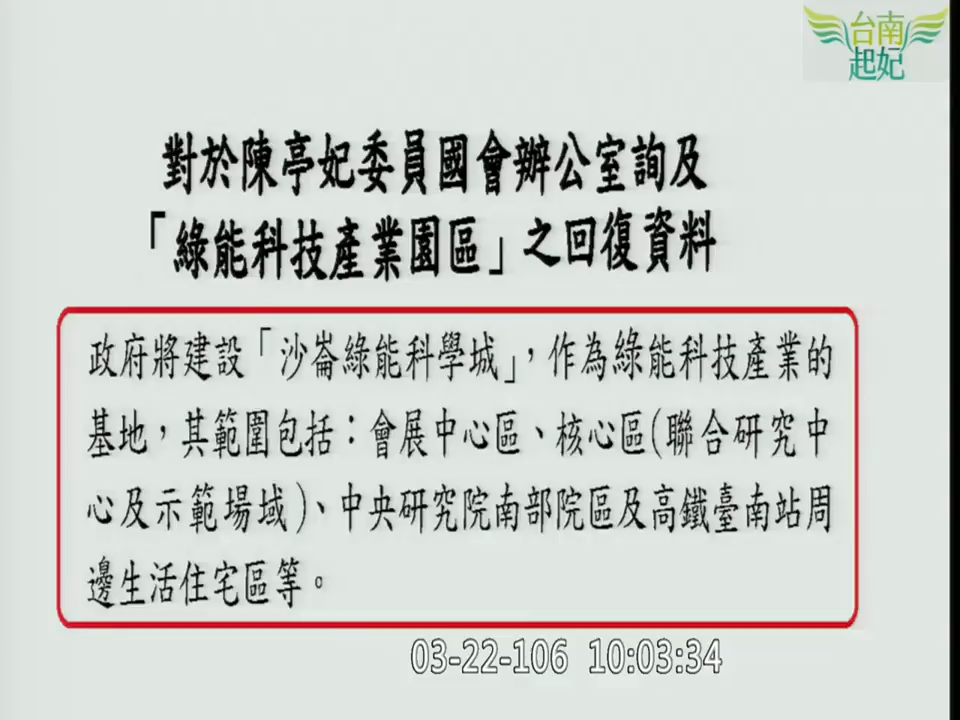 台南
起妃
對於陳亭妃委員國會辦公室詢及
「綠能科技產業園區」之回復資料
政府將建設「沙崙綠能科學城」，作為綠能科技產業的
基地，其範圍包括：會展中心區、核心區(聯合研究中
心及示範場域)、中央研究院南部院區及高鐵臺南站周
邊生活住宅區等。
03-22-106 10:03:34